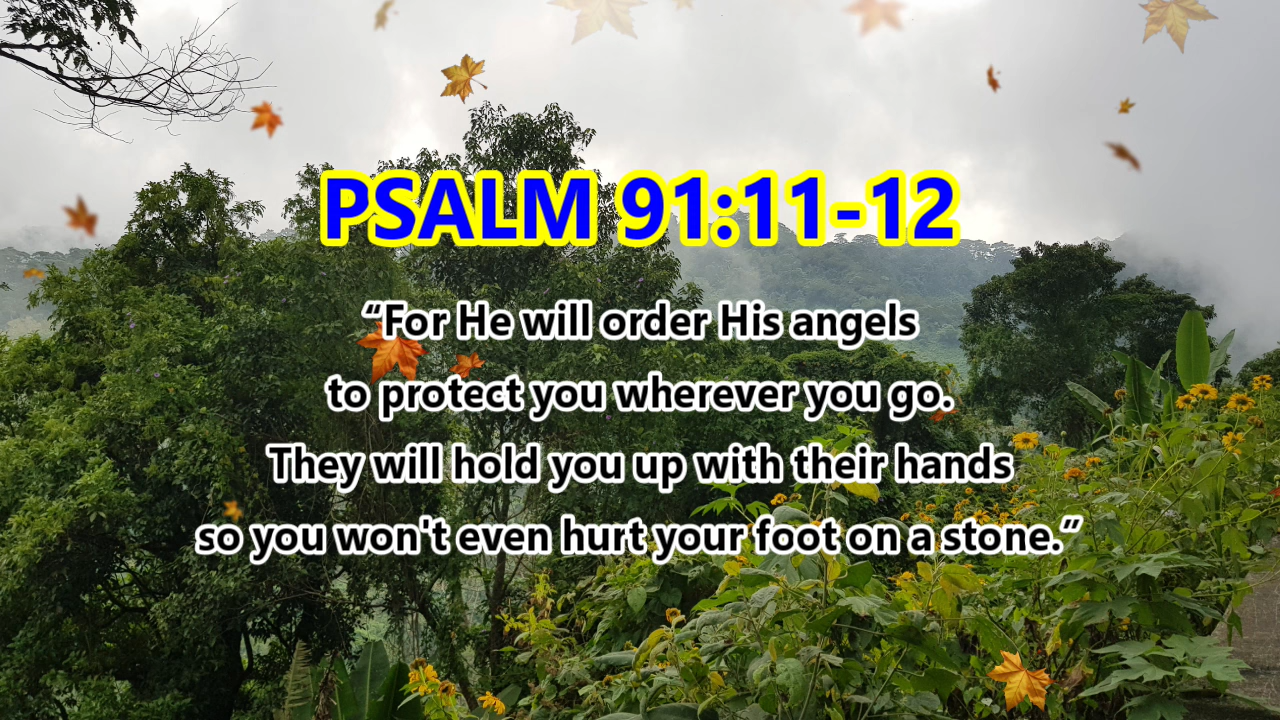 PSALM 91:11-12
“For He will order His angels
to protect you wherever you go.
They will hold you up with their hands
so you won't even hurt your foot on a stone.”